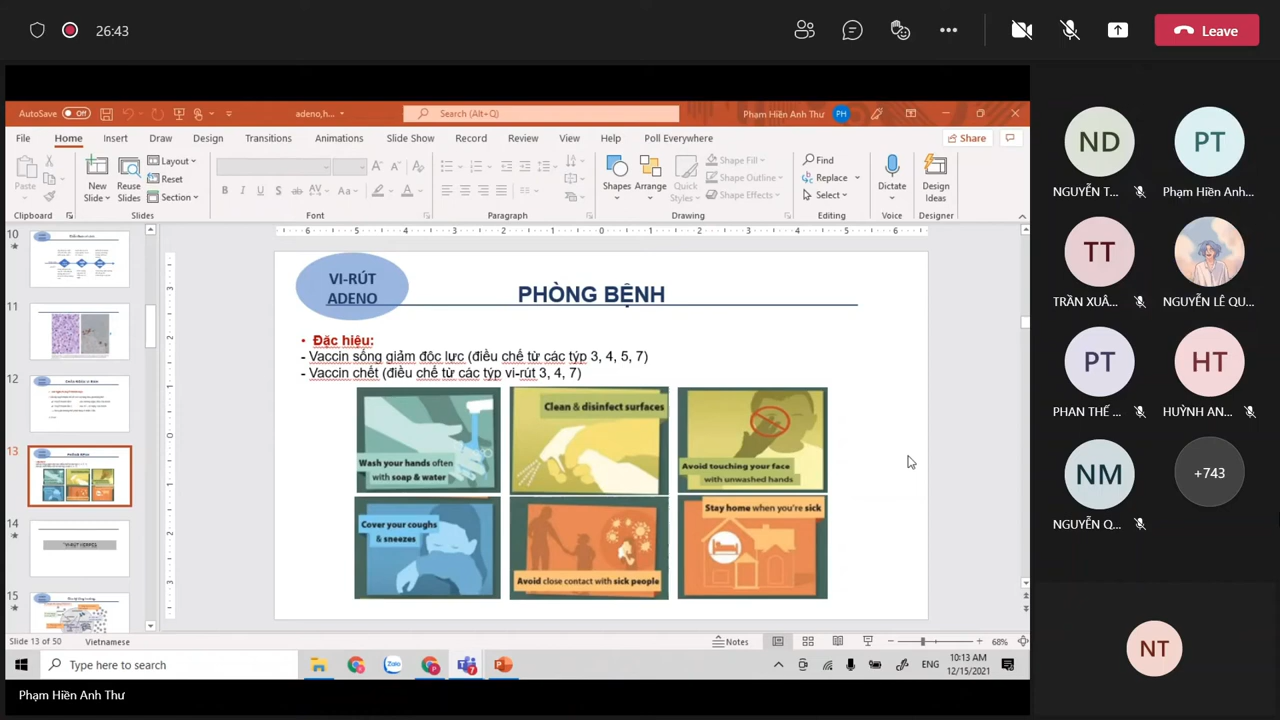 26:43
Leave
AutoSave Off
adeno,h...
Search (Alt+Q)
Phạm Hiền Anh Thư
PH
File Home Insert Draw Design Transitions Animations Slide Show Record Review View Help Poll Everywhere
Share
Paste
New Slide
Reuse Slides
Layout
Reset
Section
Shapes
Arrange
Quick Styles
Shape Fill
Shape Outline
Shape Effects
Find
Replace
Select
Dictate
Design Ideas
Clipboard Slides Font Paragraph Drawing Editing Voice Designer
10
11
12
13
14
15
VI-RÚT
ADENO
PHÒNG BỆNH
• Đặc hiệu:
- Vaccin sống giảm độc lực (điều chế từ các týp 3, 4, 5, 7)
- Vaccin chết (điều chế từ các týp vi-rút 3, 4, 7)
Wash your hands often
with soap & water
Clean & disinfect surfaces
Avoid touching your face
with unwashed hands
Cover your coughs
& sneezes
Avoid close contact with sick people
Stay home when you're sick
Slide 13 of 50
Vietnamese
Notes
68%
Type here to search
Zalo
ENG
10:13 AM
12/15/2021
Phạm Hiền Anh Thư
ND
NGUYỄN T...
PT
Phạm Hiền Anh...
TT
TRẦN XUÂ...
NGUYỄN LÊ QU...
PT
PHAN THẾ ...
HT
HUỲNH AN...
NM
NGUYỄN Q...
+743
NT